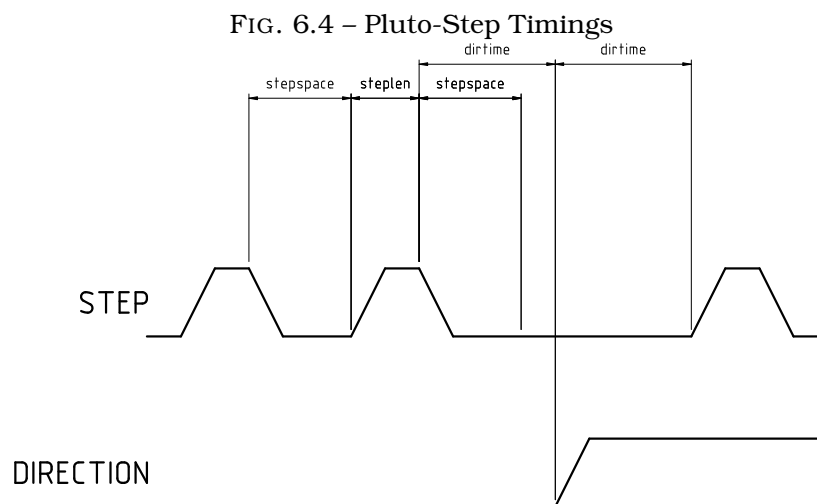 FIG. 6.4 – Pluto-Step Timings
dirtime dirtime
stepspace steplen stepspace
STEP
DIRECTION